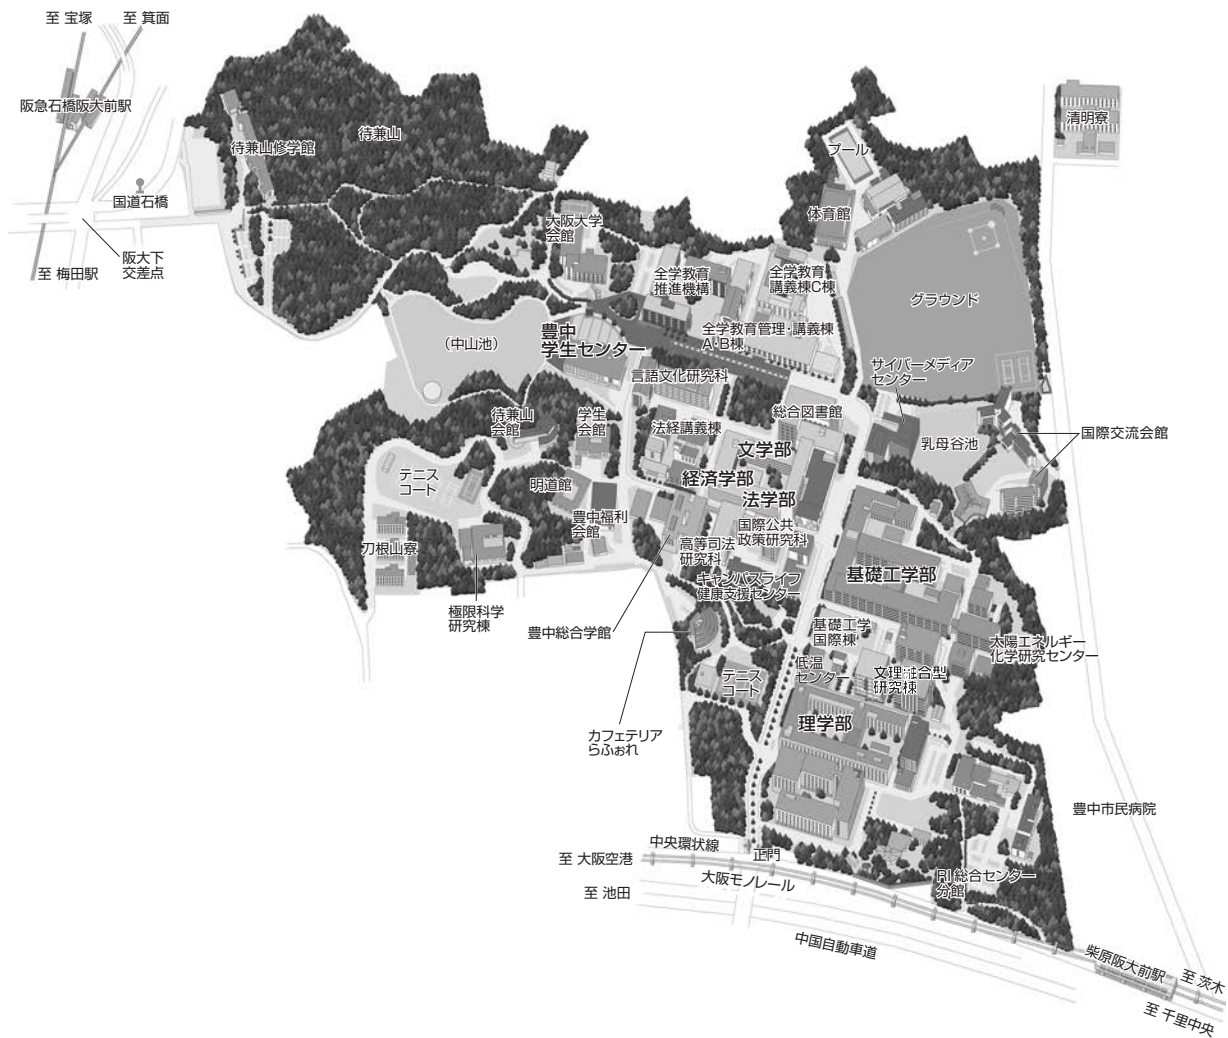 至 宝塚
至 箕面
阪急石橋阪大前駅
待兼山修学館
待兼山
国道石橋
阪大下
交差点
至 梅田駅
大阪大学
会館
プール
体育館
清明寮
全学教育
推進機構
全学教育
講義棟C棟
グラウンド
全学教育管理・講義棟
A・B棟
(中山池)
豊中
学生センター
言語文化研究科
サイバーメディア
センター
総合図書館
待兼山
会館
学生
会館
法経講義棟
乳母谷池
国際交流会館
文学部
経済学部
法学部
テニス
コート
明道館
豊中福利
会館
国際公共
政策研究科
高等司法
研究科
刀根山寮
キャンパスライフ
健康支援センター
基礎工学部
極限科学
研究棟
豊中総合学館
基礎工学
国際棟
太陽エネルギー
化学研究センター
低温
センター
文理融合型
研究棟
テニス
コート
カフェテリア
らふぉれ
理学部
豊中市民病院
中央環状線
正門
至 大阪空港
大阪モノレール
RI 総合センター
分館
至 池田
中国自動車道
柴原阪大前駅
至 茨木
至 千里中央